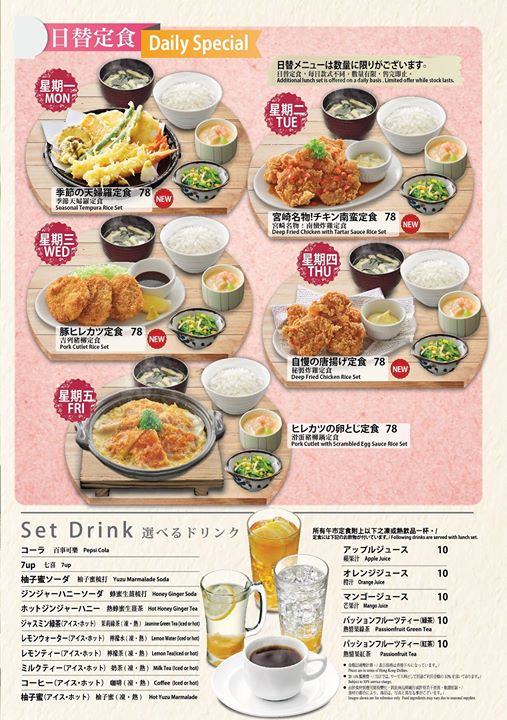 日替定食 Daily Special
日替メニューは数量に限りがございます。
日替定食，每日款式不同，數量有限，售完即止。
Additional lunch set is offered on a daily basis. Limited offer while stock lasts.
星期一
MON
季節の天婦羅定食 78
季節天婦羅定食
Seasonal Tempura Rice Set
NEW
星期二
TUE
宮崎名物!チキン南蛮定食 78
宮崎名物！南蠻炸雞定食
Deep Fried Chicken with Tartar Sauce Rice Set
NEW
星期三
WED
豚ヒレカツ定食 78
吉列豬柳定食
Pork Cutlet Rice Set
NEW
星期四
THU
自慢の唐揚げ定食 78
秘製炸雞定食
Deep Fried Chicken Rice Set
NEW
星期五
FRI
ヒレカツの卵とじ定食 78
滑蛋豬柳鍋定食
Pork Cutlet with Scrambled Egg Sauce Rice Set
Set Drink 選べるドリンク
コーラ 百事可樂 Pepsi Cola
7up 七喜 7up
柚子蜜ソーダ 柚子蜜梳打 Yuzu Marmalade Soda
ジンジャーハニーソーダ 蜂蜜生薑梳打 Honey Ginger Soda
ホットジンジャーハニー 熱蜂蜜生薑茶 Hot Honey Ginger Tea
ジャスミン緑茶(アイス・ホット) 茉莉綠茶(凍・熱) Jasmine Green Tea (Iced or hot)
レモンウォーター(アイス・ホット) 檸檬水(凍・熱) Lemon Water (Iced or hot)
レモンティー(アイス・ホット) 檸檬茶(凍・熱) Lemon Tea(Iced or hot)
ミルクティー(アイス・ホット) 奶茶(凍・熱) Milk Tea (Iced or hot)
コーヒー(アイス・ホット) 咖啡(凍・熱) Coffee (Iced or hot)
柚子蜜(アイス・ホット) 柚子蜜(凍・熱) Hot Yuzu Marmalade
所有午市定食附上以下之凍或熱飲品一杯。/
定食には下記のお飲物が付いています。/ Following drinks are served with lunch set.
アップルジュース 10
蘋果汁 Apple Juice
オレンジジュース 10
橙汁 Orange Juice
マンゴージュース 10
芒果汁 Mango Juice
パッションフルーツティー(緑茶) 10
熱情果綠茶 Passionfruit Green Tea
パッションフルーツティー(紅茶) 10
熱情果紅茶 Passionfruit Tea
Prices are in terms of Hong Kong Dollars.
Subject to 10% service charge.
Photos are for reference only. Food ingredients may vary due to seasonal supplies.